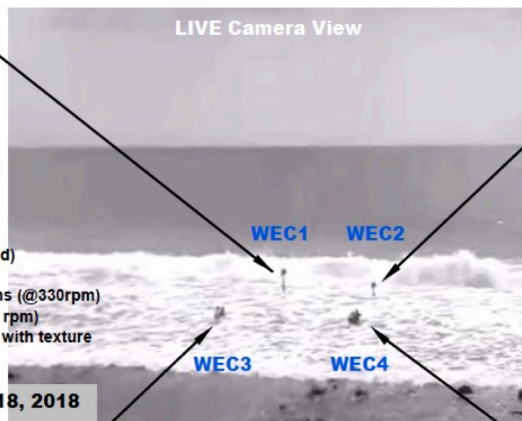 LIVE Camera View
WEC1 WEC2
d)
ns (@330rpm)
rpm)
with texture
WEC3
WEC4
18, 2018